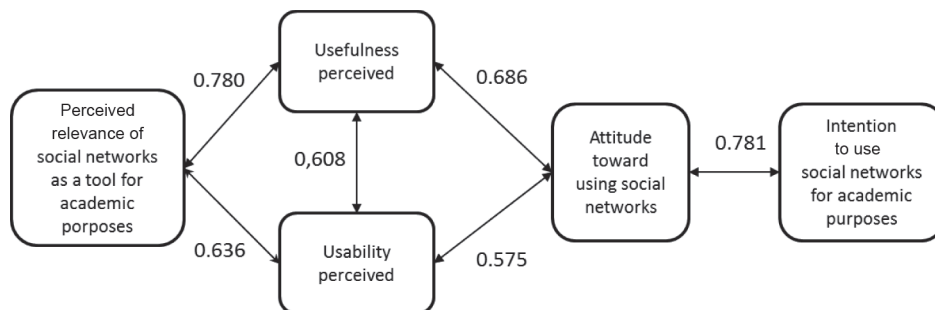 Perceived
relevance of
social networks
as a tool for
academic
porposes
0.780
0.636
Usefulness
perceived
0,608
Usability
perceived
0.686
0.575
Attitude
toward
using social
networks
0.781
Intention
to use
social networks
for academic
purposes